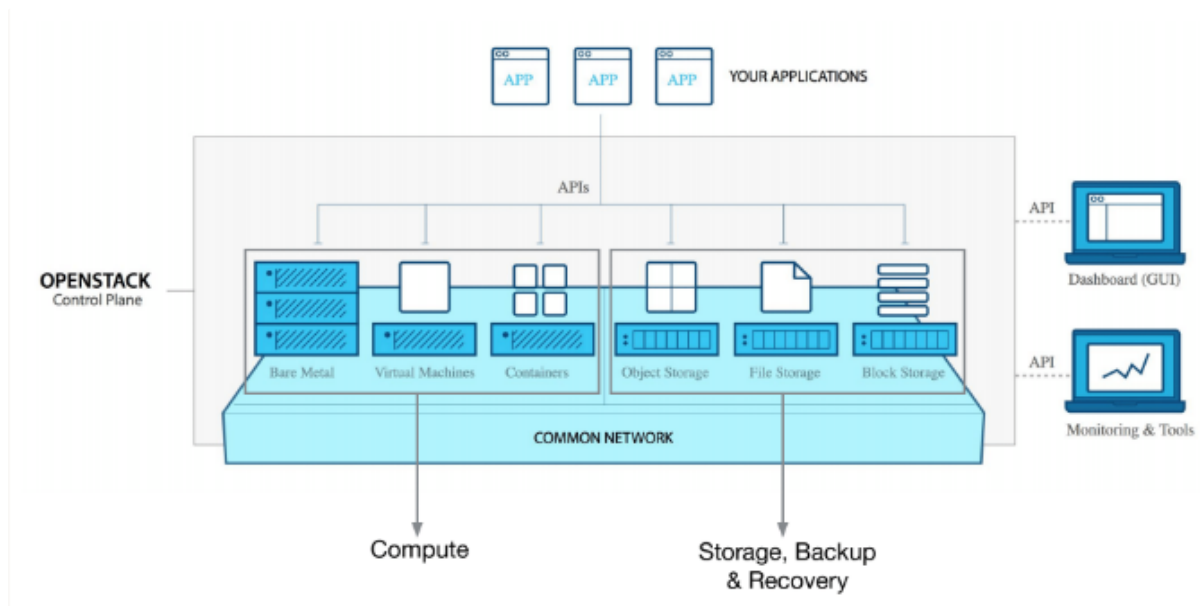 APP APP APP YOUR APPLICATIONS
APIs
API
Dashboard (GUI)
OPENSTACK
Control Plane
Bare Metal Virtual Machines Containers Object Storage File Storage Block Storage
API
Monitoring & Tools
COMMON NETWORK
Compute
Storage, Backup
& Recovery